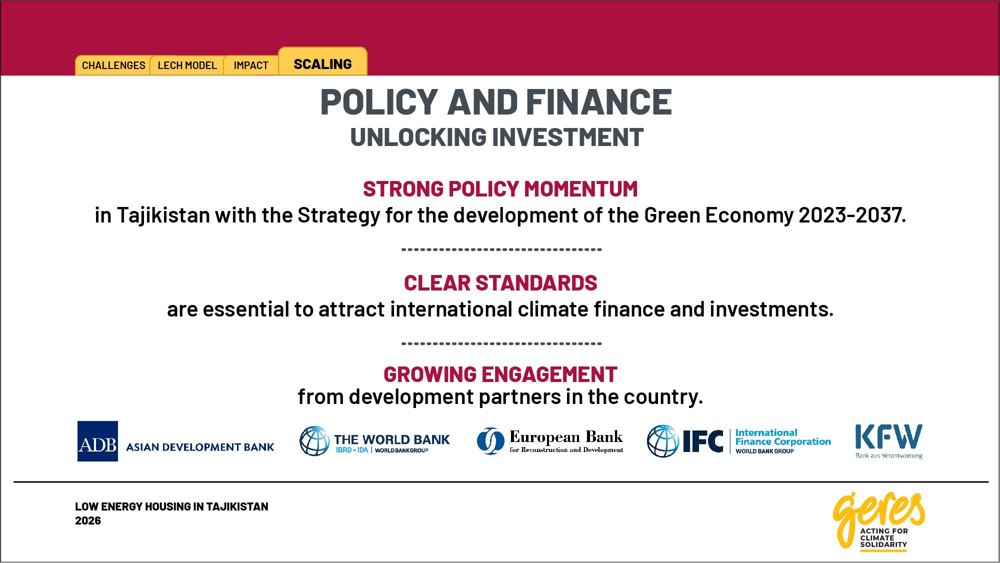 CHALLENGES LECH MODEL IMPACT SCALING
POLICY AND FINANCE
UNLOCKING INVESTMENT
STRONG POLICY MOMENTUM
in Tajikistan with the Strategy for the development of the Green Economy 2023-2037.
CLEAR STANDARDS
are essential to attract international climate finance and investments.
GROWING ENGAGEMENT
from development partners in the country.
ADB ASIAN DEVELOPMENT BANK
THE WORLD BANK
IBRD • IDA | WORLD BANK GROUP
European Bank
for Reconstruction and Development
IFC
International
Finance Corporation
WORLD BANK GROUP
KFW
Bank aus Verantwortung
LOW ENERGY HOUSING IN TAJIKISTAN
2026
geres
ACTING FOR
CLIMATE
SOLIDARITY